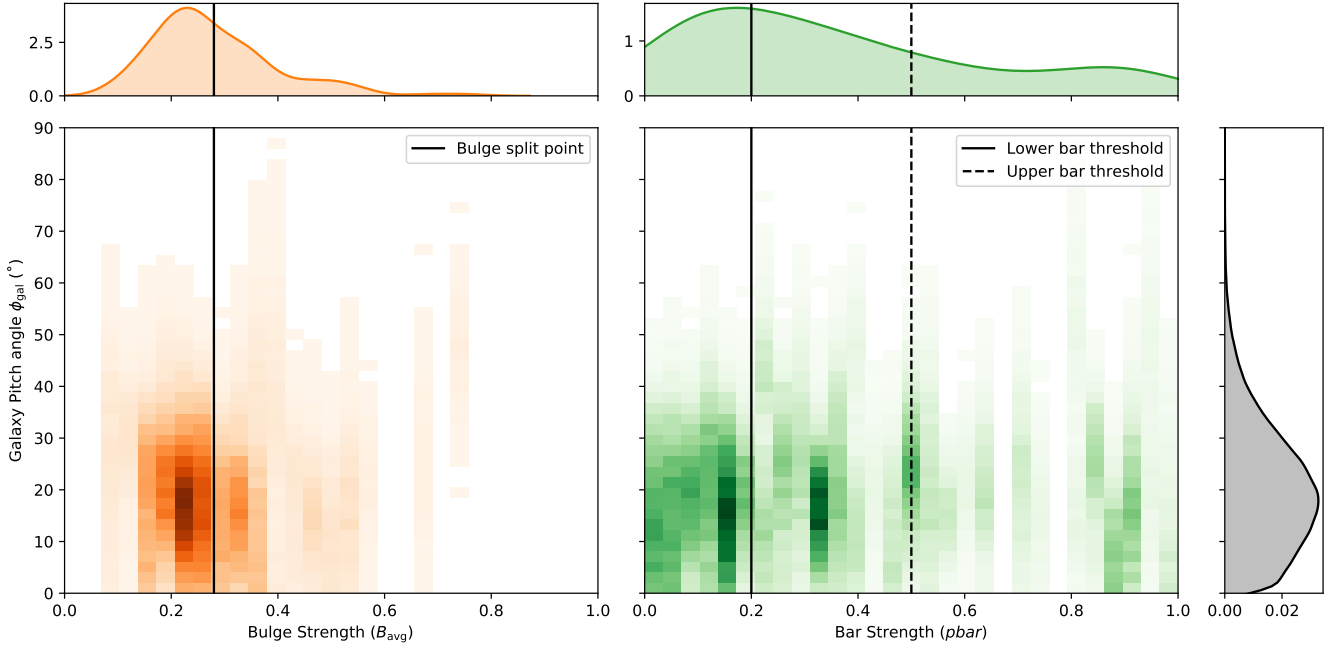 2.5
0.0
1
0
Bulge split point
Lower bar threshold
Upper bar threshold
Galaxy Pitch angle ϕgal (°)
90
80
70
60
50
40
30
20
10
0
0.0 0.2 0.4 0.6 0.8 1.0
0.0 0.2 0.4 0.6 0.8 1.0
0.00 0.02
Bulge Strength (Bavg)
Bar Strength (pbar)